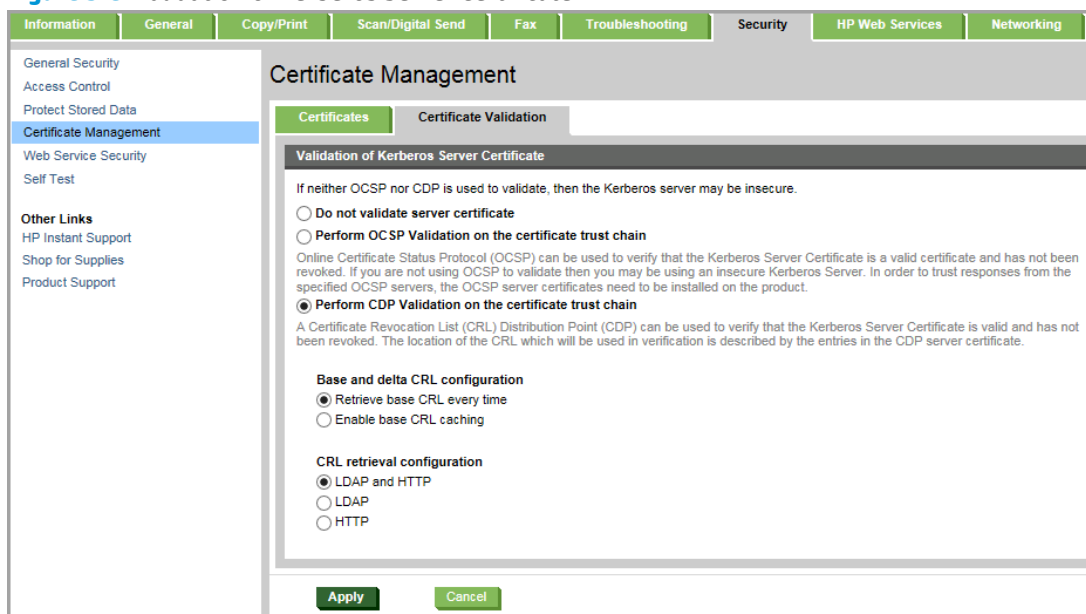 Information General Copy/Print Scan/Digital Send Fax Troubleshooting Security HP Web Services Networking
General Security
Access Control
Protect Stored Data
Certificate Management
Web Service Security
Self Test
Other Links
HP Instant Support
Shop for Supplies
Product Support
Certificate Management
Certificates Certificate Validation
Validation of Kerberos Server Certificate
If neither OCSP nor CDP is used to validate, then the Kerberos server may be insecure.
Do not validate server certificate
Perform OCSP Validation on the certificate trust chain
Online Certificate Status Protocol (OCSP) can be used to verify that the Kerberos Server Certificate is a valid certificate and has not been
revoked. If you are not using OCSP to validate then you may be using an insecure Kerberos Server. In order to trust responses from the
specified OCSP servers, the OCSP server certificates need to be installed on the product.
Perform CDP Validation on the certificate trust chain
A Certificate Revocation List (CRL) Distribution Point (CDP) can be used to verify that the Kerberos Server Certificate is valid and has not
been revoked. The location of the CRL which will be used in verification is described by the entries in the CDP server certificate.
Base and delta CRL configuration
Retrieve base CRL every time
Enable base CRL caching
CRL retrieval configuration
LDAP and HTTP
LDAP
HTTP
Apply Cancel